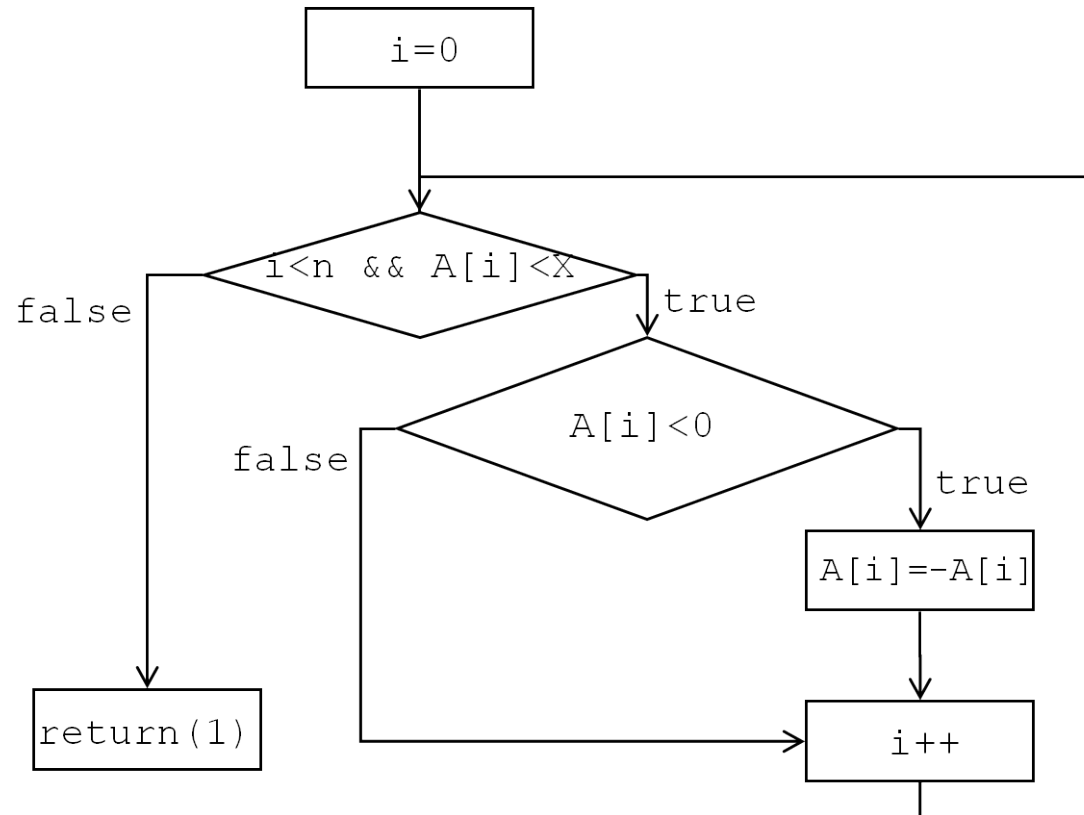 i=0
i<n && A[i]<X
false
true
A[i]<0
false
true
A[i]=-A[i]
return(1)
i++